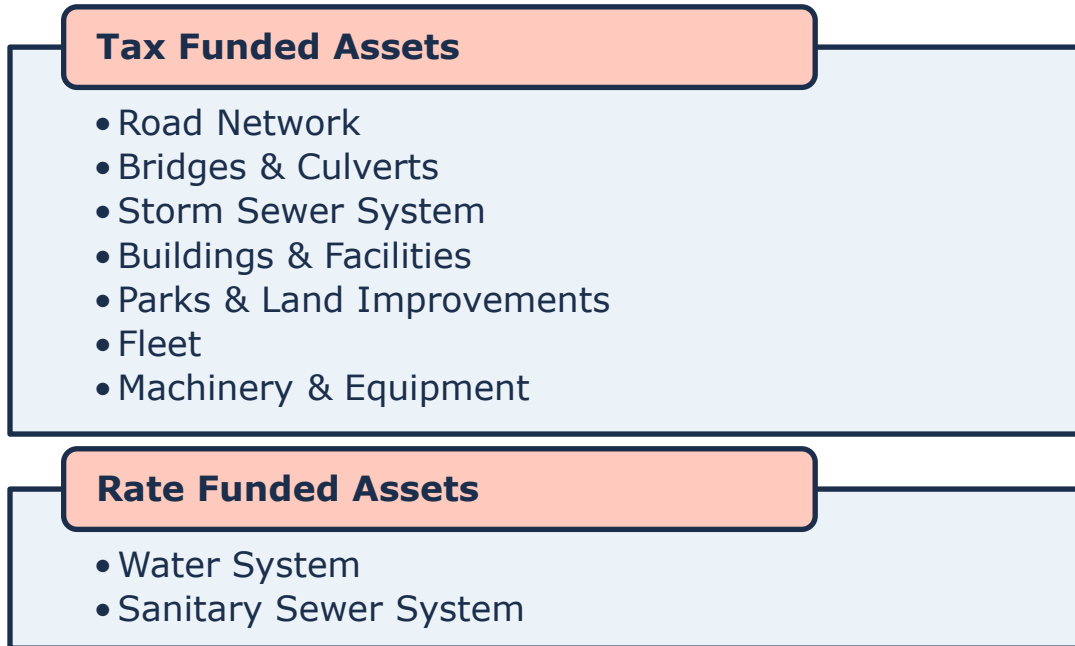 Tax Funded Assets
• Road Network
• Bridges & Culverts
• Storm Sewer System
• Buildings & Facilities
• Parks & Land Improvements
• Fleet
• Machinery & Equipment
Rate Funded Assets
• Water System
• Sanitary Sewer System